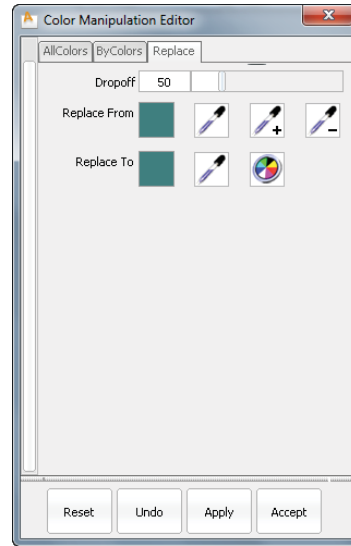 Color Manipulation Editor
AllColors ByColors Replace
Dropoff 50
Replace From
Replace To
Reset Undo Apply Accept